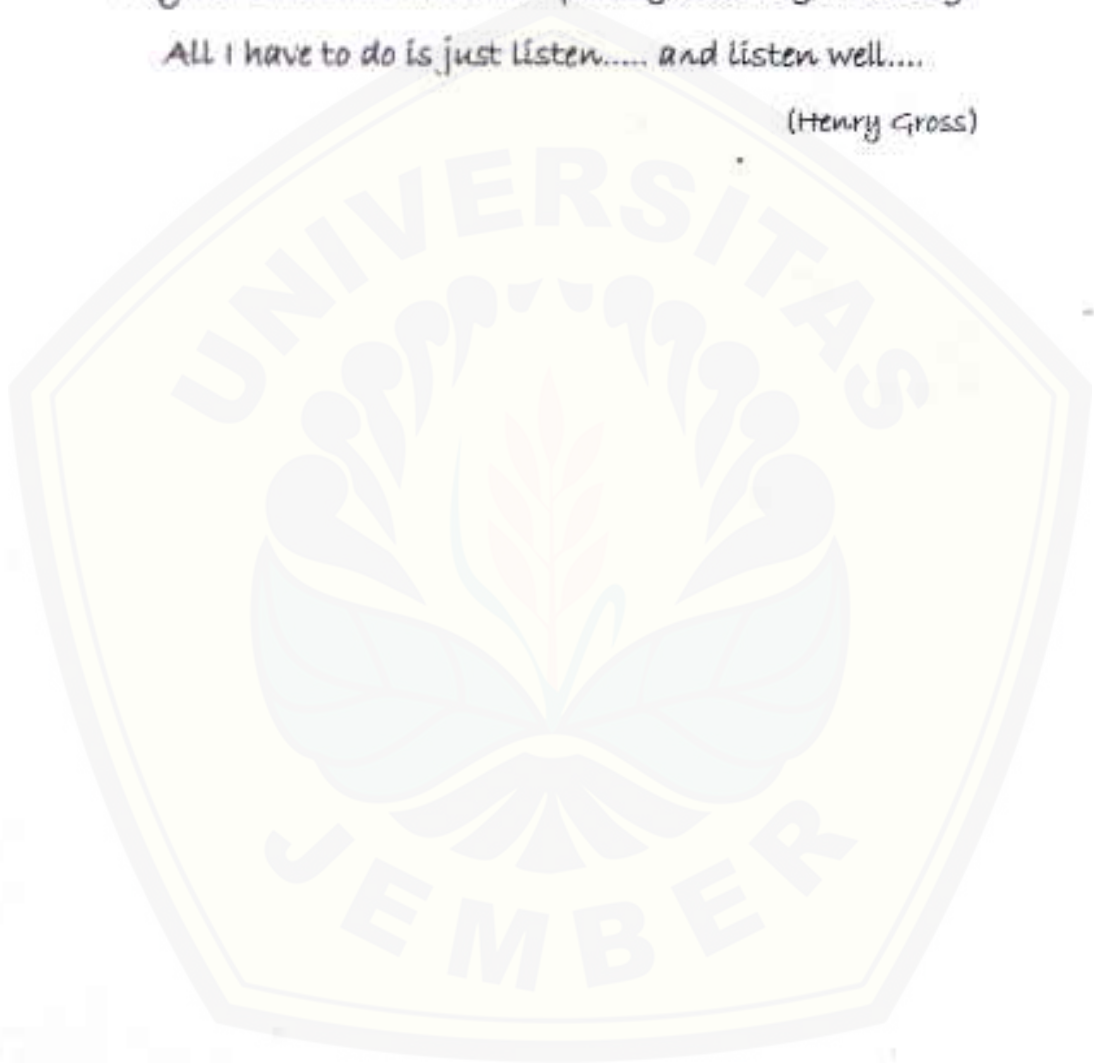 All I have to do is just listen..... and listen well....
(Henry Gross)
UNIVERSITAS
JEMBER